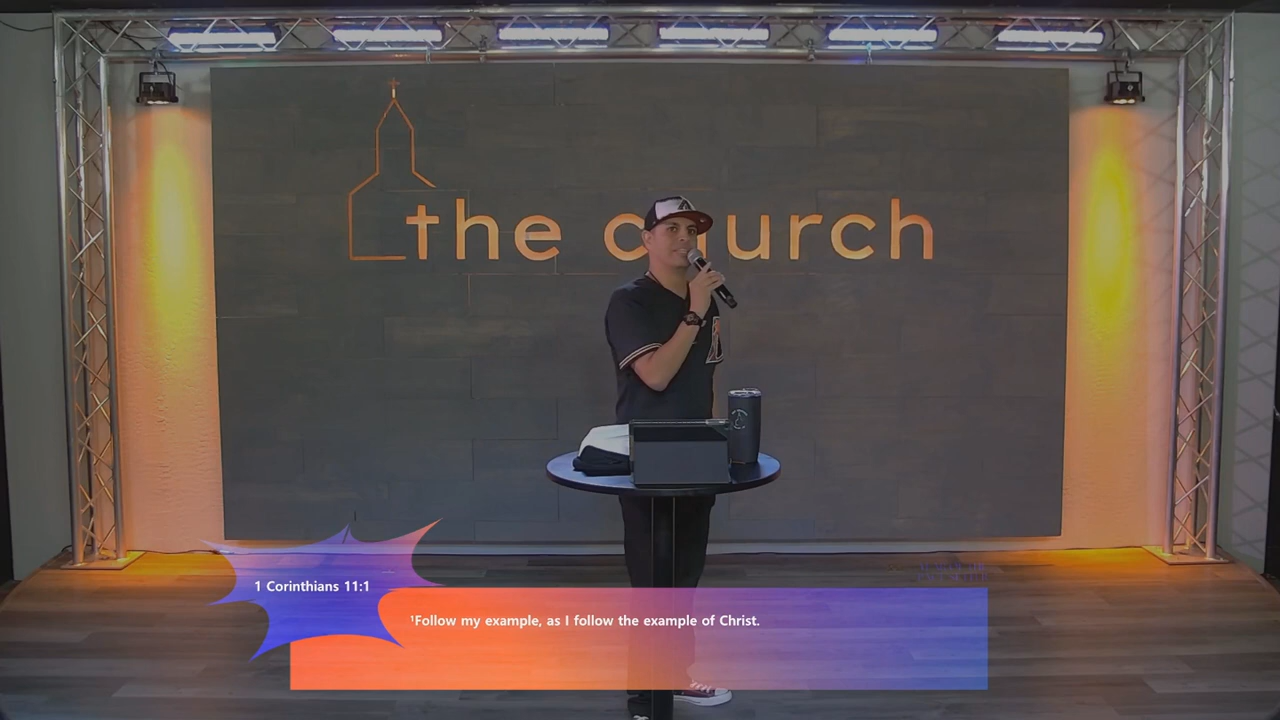 the church
1 Corinthians 11:1
¹Follow my example, as I follow the example of Christ.